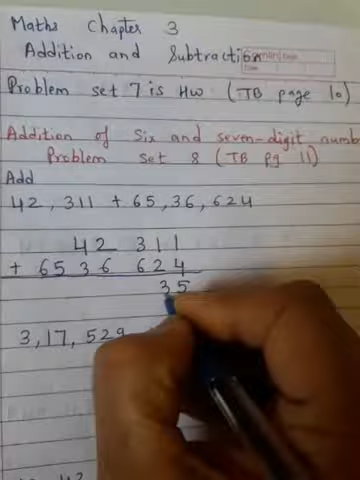 Maths Chapter 3
Addition and Subtraction
Problem set 7 is HW (TB page 10)
Addition of Six and seven-digit numb
Problem set 8 (TB pg 11)
Add
42,311 + 65,36,624
42 311
+ 6536 624
35
3,17,529